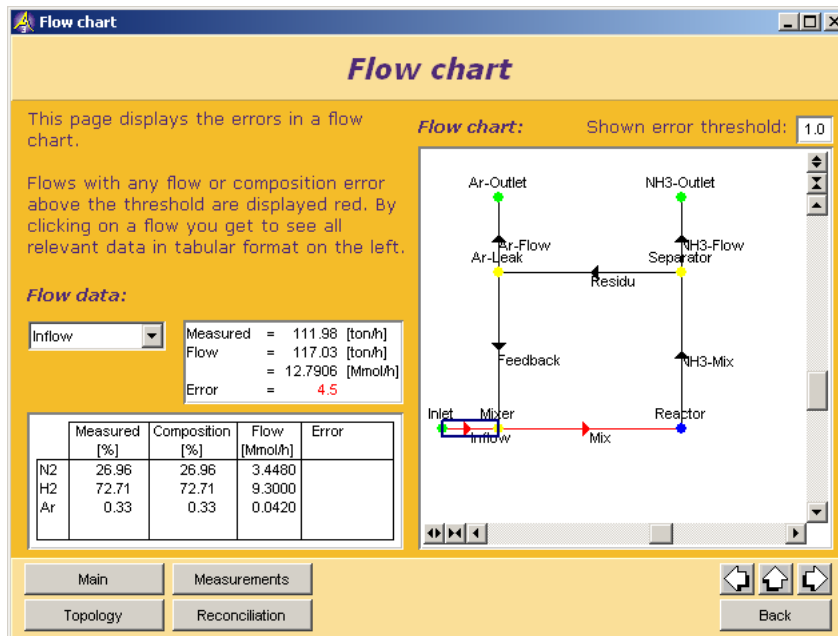 Flow chart
Flow chart
This page displays the errors in a flow
chart.
Flows with any flow or composition error
above the threshold are displayed red. By
clicking on a flow you get to see all
relevant data in tabular format on the left.
Flow data:
Inflow
Measured = 111.98 [ton/h]
Flow = 117.03 [ton/h]
= 12.7906 [Mmol/h]
Error = 4.5
Measured Composition Flow Error
[%] [%] [Mmol/h]
N2 26.96 26.96 3.4480
H2 72.71 72.71 9.3000
Ar 0.33 0.33 0.0420
Flow chart: Shown error threshold: 1.0
Ar-Outlet NH3-Outlet
Ar-Flow NH3-Flow
Ar-Leak Separator
Residu
Feedback NH3-Mix
Inlet Mixer Reactor
Inflow Mix
Main Measurements
Topology Reconciliation Back